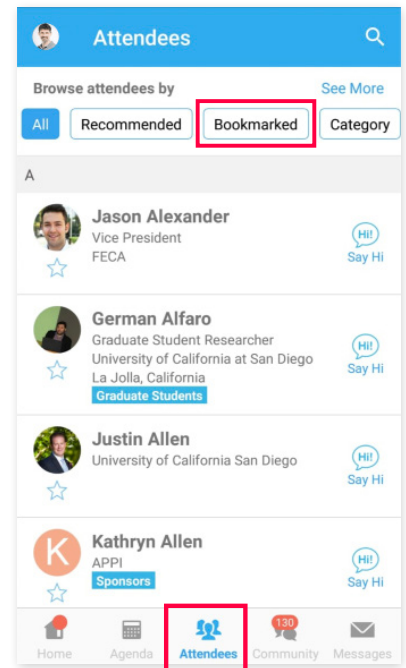 Attendees
Browse attendees by See More
All Recommended Bookmarked Category
A
Jason Alexander
Vice President
FECA
Hi!
Say Hi
German Alfaro
Graduate Student Researcher
University of California at San Diego
La Jolla, California
Graduate Students
Hi!
Say Hi
Justin Allen
University of California San Diego
Hi!
Say Hi
K
Kathryn Allen
APPI
Sponsors
Hi!
Say Hi
130
Home Agenda Attendees Community Messages